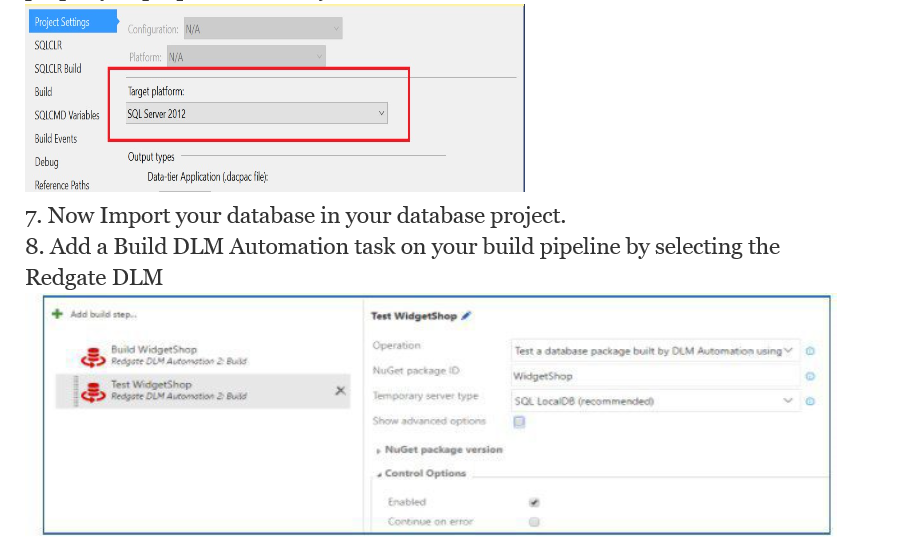 Project Settings
Configuration: N/A
SQLCLR
Platform: N/A
SQLCLR Build
Build
Target platform:
SQL Server 2012
SQLCMD Variables
Build Events
Output types
Debug
Data-tier Application (.dacpac file):
Reference Paths
7. Now Import your database in your database project.
8. Add a Build DLM Automation task on your build pipeline by selecting the
Redgate DLM
Add build step...
Build WidgetShop
Redgate DLM Automation 2: Build
Test WidgetShop
Redgate DLM Automation 2: Build
Test WidgetShop
Operation
Test a database package built by DLM Automation using
NuGet package ID
WidgetShop
Temporary server type
SQL LocalDB (recommended)
Show advanced options
NuGet package version
Control Options
Enabled
Continue on error